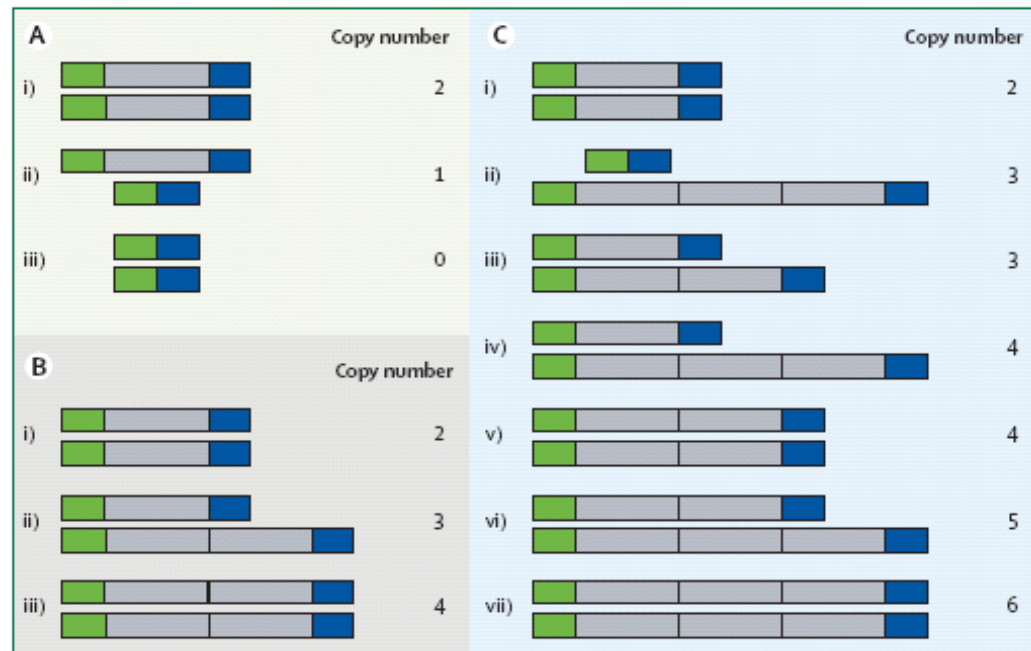 A
Copy number
i)
2
ii)
1
iii)
0
B
Copy number
i)
2
ii)
3
iii)
4
C
Copy number
i)
2
ii)
3
iii)
3
iv)
4
v)
4
vi)
5
vii)
6